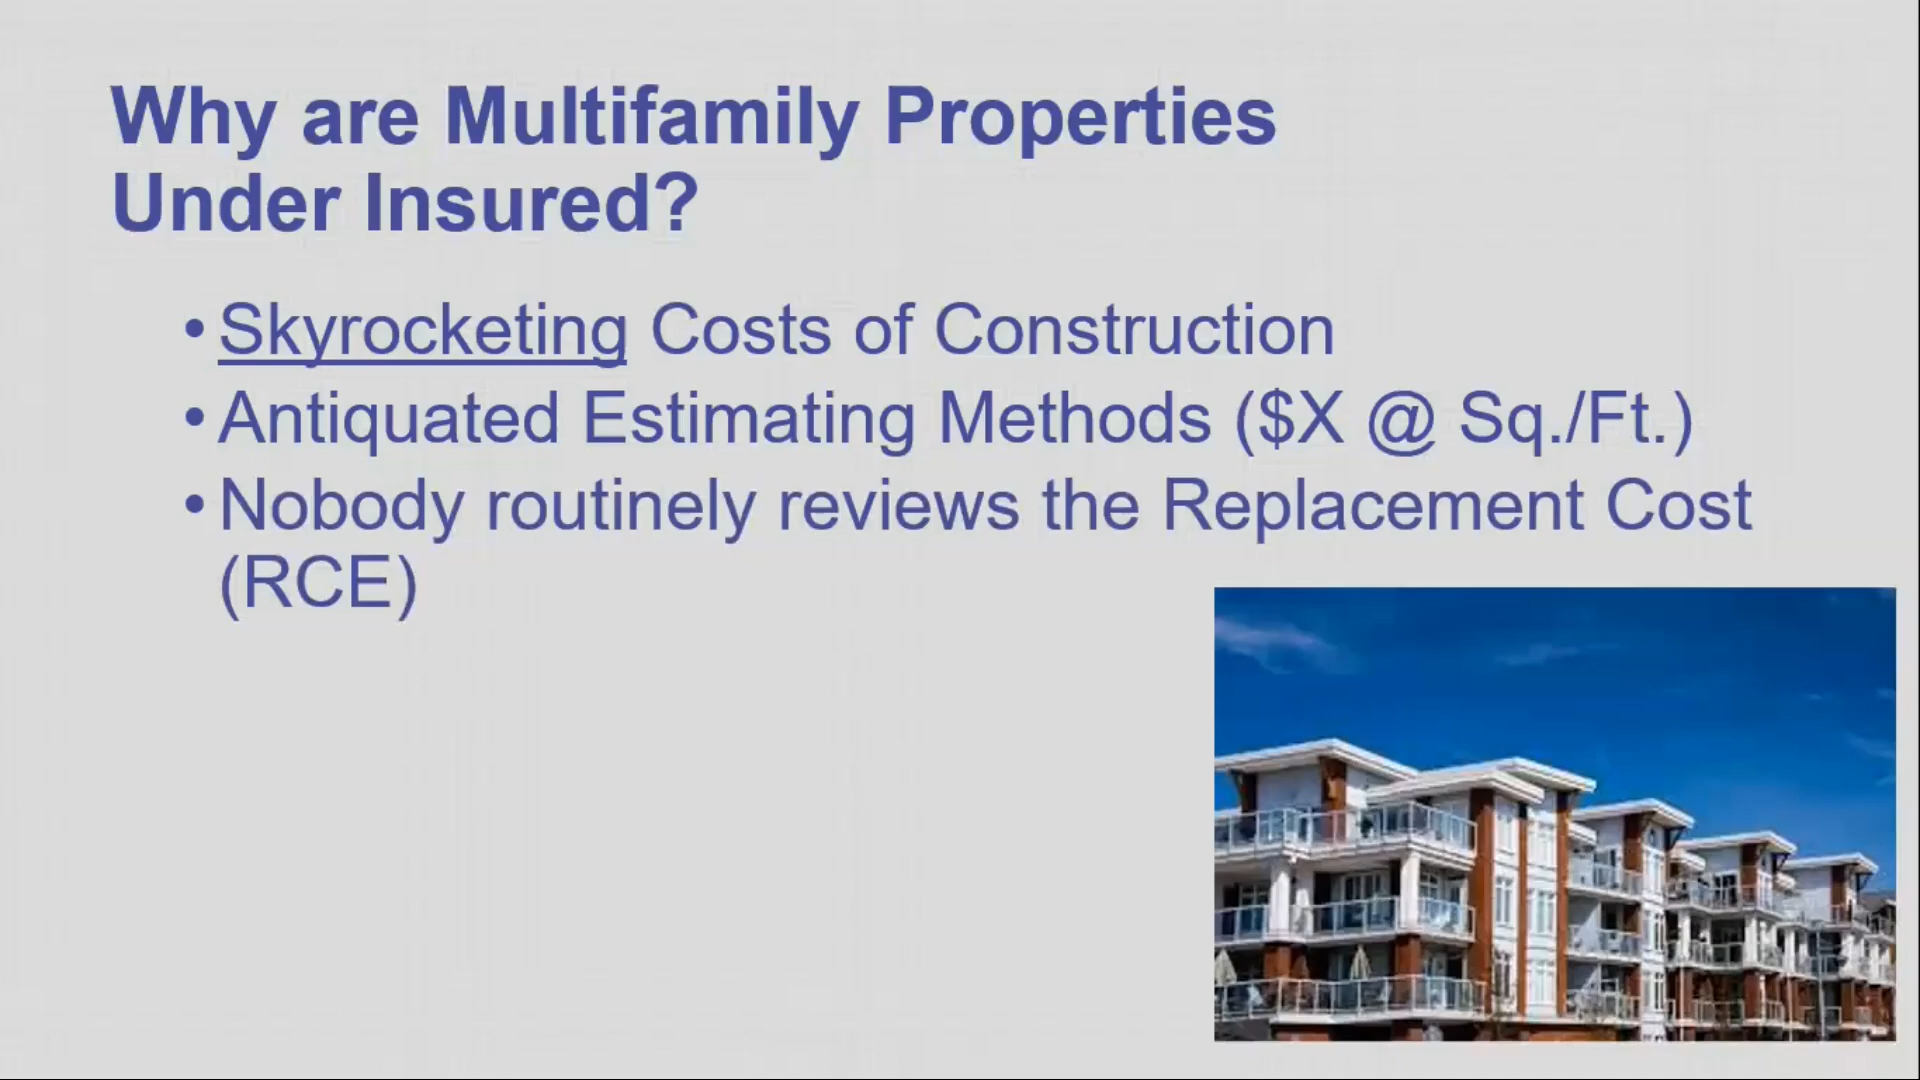 Why are Multifamily Properties
Under Insured?
• Skyrocketing Costs of Construction
• Antiquated Estimating Methods ($X @ Sq./Ft.)
• Nobody routinely reviews the Replacement Cost
(RCE)